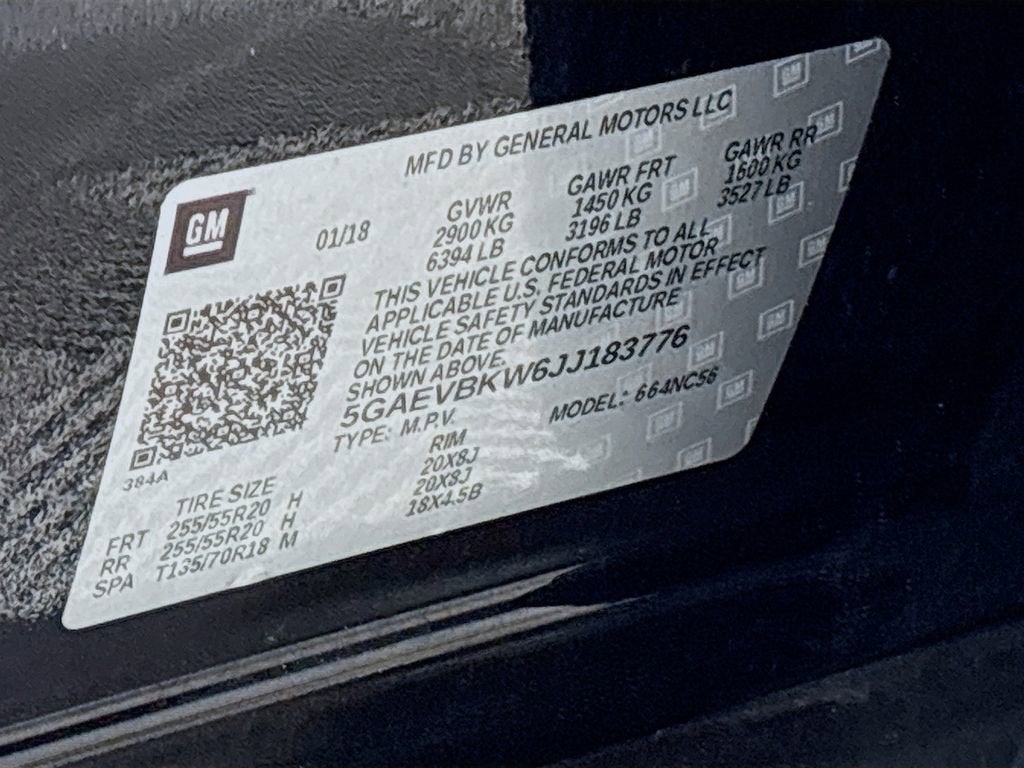 MFD BY GENERAL MOTORS LLC
GM
01/18
GVWR GAWR FRT GAWR RR
2900 KG 1450 KG 1600 KG
6394 LB 3196 LB 3527 LB
THIS VEHICLE CONFORMS TO ALL
APPLICABLE U.S. FEDERAL MOTOR
VEHICLE SAFETY STANDARDS IN EFFECT
ON THE DATE OF MANUFACTURE
SHOWN ABOVE.
5GAEVBKW6JJ183776
TYPE: M.P.V. MODEL: 664NC56
384A
TIRE SIZE RIM
FRT 255/55R20 H 20X8J
RR 255/55R20 H 20X8J
SPA T135/70R18 M 18X4.5B